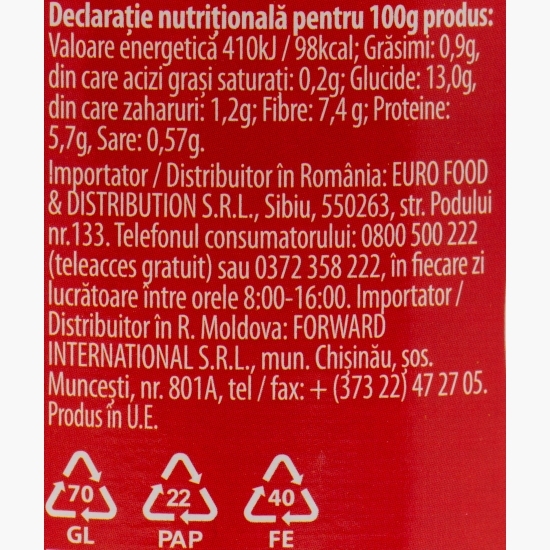 Declarație nutrițională pentru 100g produs:
Valoare energetică 410kJ / 98kcal; Grăsimi: 0,9g,
din care acizi grași saturați: 0,2g; Glucide: 13,0g,
din care zaharuri: 1,2g; Fibre: 7,4 g; Proteine:
5,7g, Sare: 0,57g.
Importator / Distribuitor în România: EURO FOOD
& DISTRIBUTION S.R.L., Sibiu, 550263, str. Podului
nr.133. Telefonul consumatorului: 0800 500 222
(teleacces gratuit) sau 0372 358 222, în fiecare zi
lucrătoare între orele 8:00-16:00. Importator /
Distribuitor în R. Moldova: FORWARD
INTERNATIONAL S.R.L., mun. Chișinău, șos.
Muncești, nr. 801A, tel / fax: + (373 22) 47 27 05.
Produs în U.E.
70 22 40
GL PAP FE